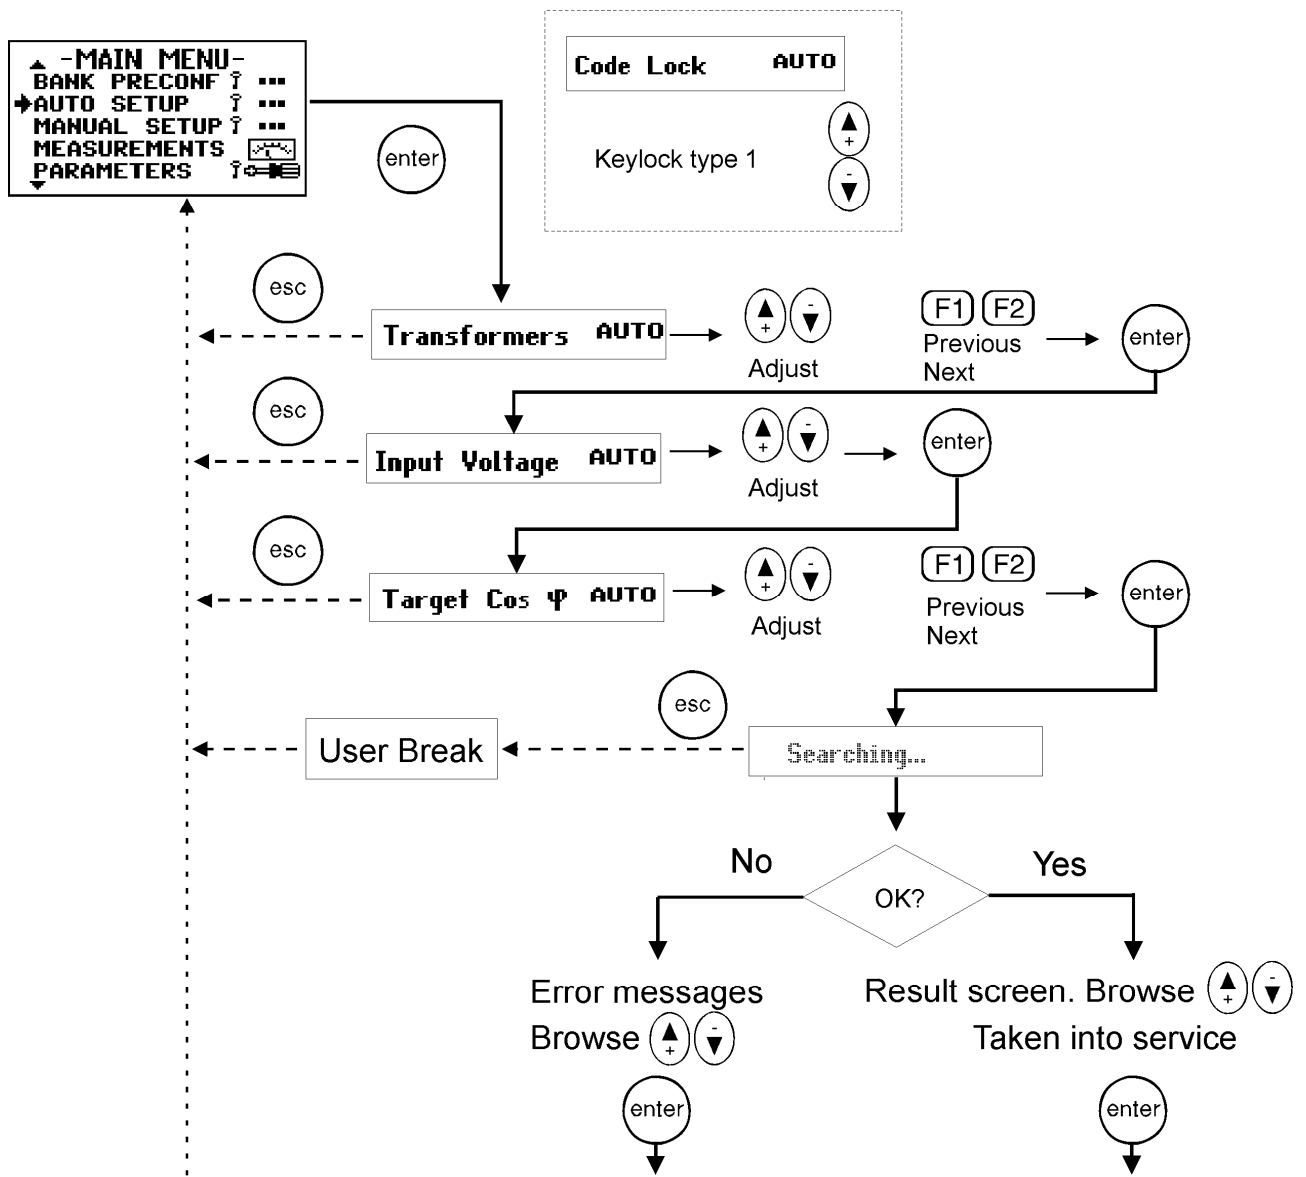 -MAIN MENU-
BANK PRECONF
AUTO SETUP
MANUAL SETUP
MEASUREMENTS
PARAMETERS
enter
Code Lock AUTO
Keylock type 1
+
-
esc
Transformers AUTO
+ -
Adjust
F1 F2
Previous
Next
enter
esc
Input Voltage AUTO
+ -
Adjust
enter
esc
Target Cos φ AUTO
+ -
Adjust
F1 F2
Previous
Next
enter
esc
User Break
Searching...
No
Yes
OK?
Error messages
Browse + -
enter
Result screen. Browse + -
Taken into service
enter